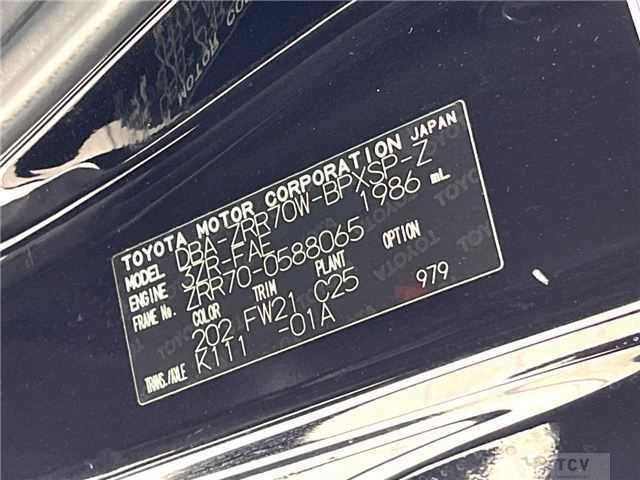 TOYOTA MOTOR CORPORATION JAPAN
MODEL DBA-ZRR70W-BPXSP-Z
ENGINE 3ZR-FAE 1986 mL
FRAME No. ZRR70-0588065
COLOR TRIM PLANT OPTION
202 FW21 C25 979
TRANS./AXLE K111 -01A
TCV